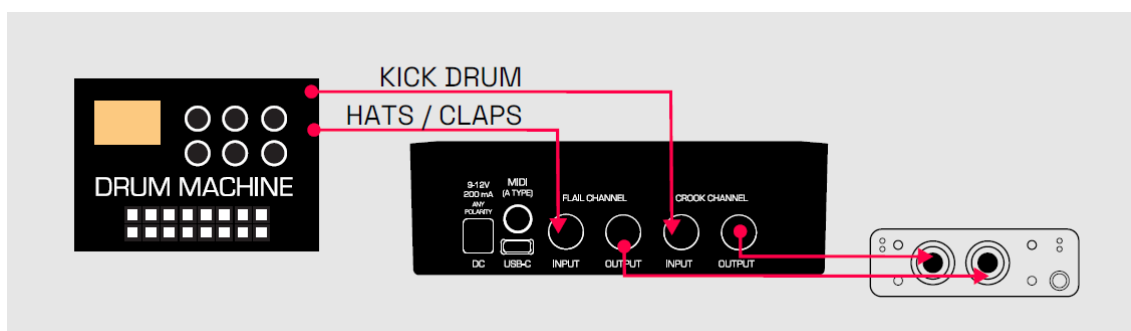 KICK DRUM
HATS / CLAPS
DRUM MACHINE
9-12V
200 mA
ANY
POLARITY
MIDI
(A TYPE)
FLAIL CHANNEL
CROOK CHANNEL
DC
USB-C
INPUT
OUTPUT
INPUT
OUTPUT